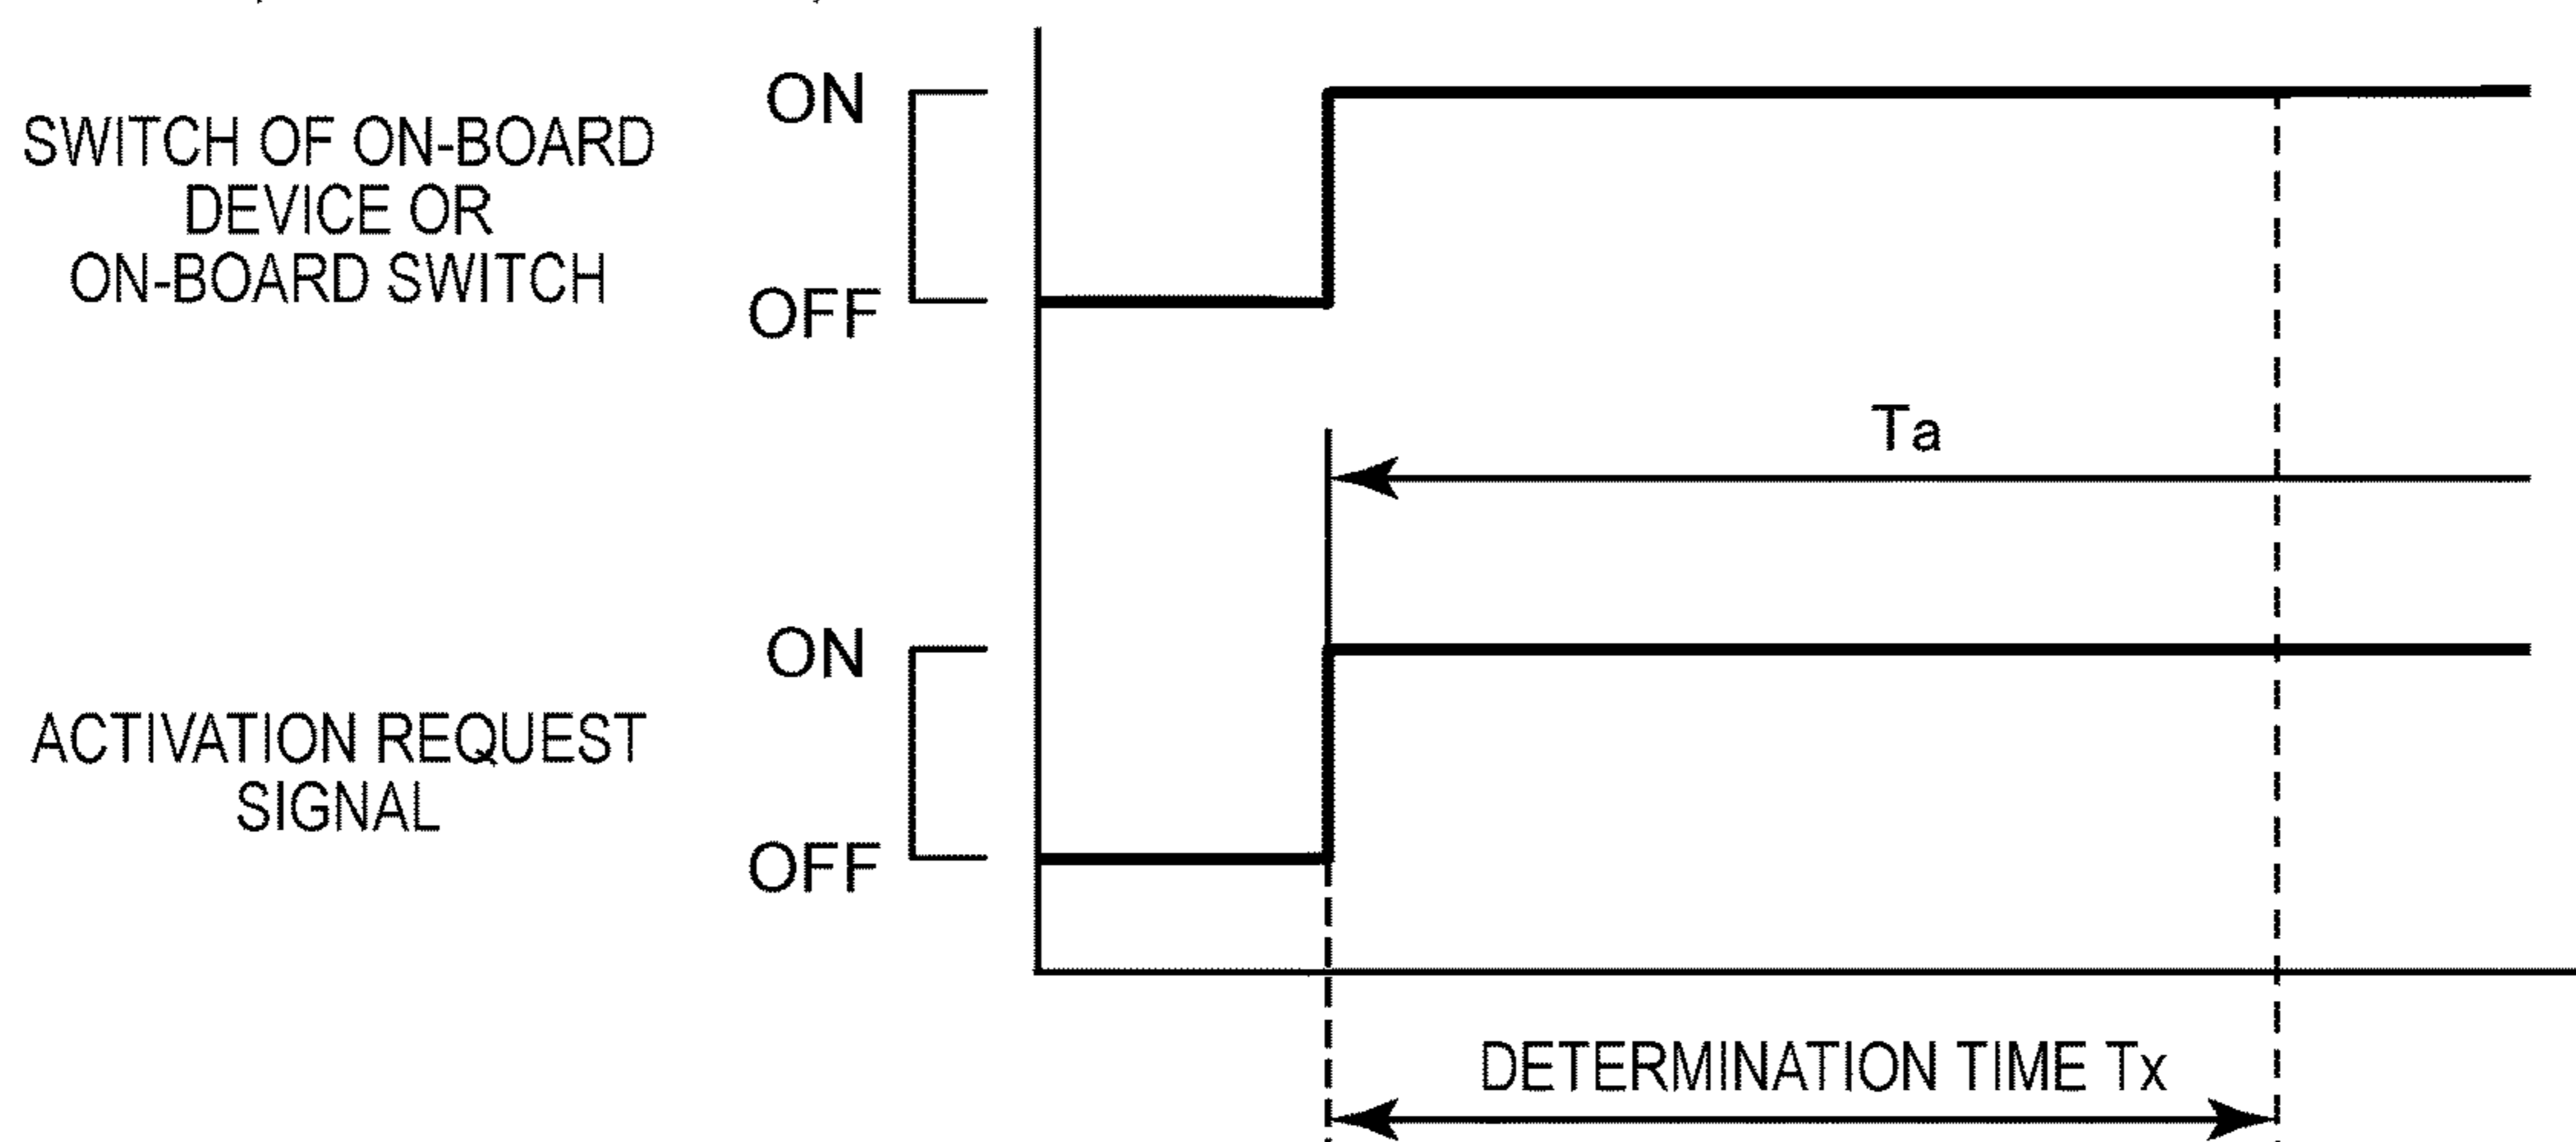 ON
SWITCH OF ON-BOARD
DEVICE OR
ON-BOARD SWITCH
OFF
Ta
ON
ACTIVATION REQUEST
SIGNAL
OFF
DETERMINATION TIME Tx